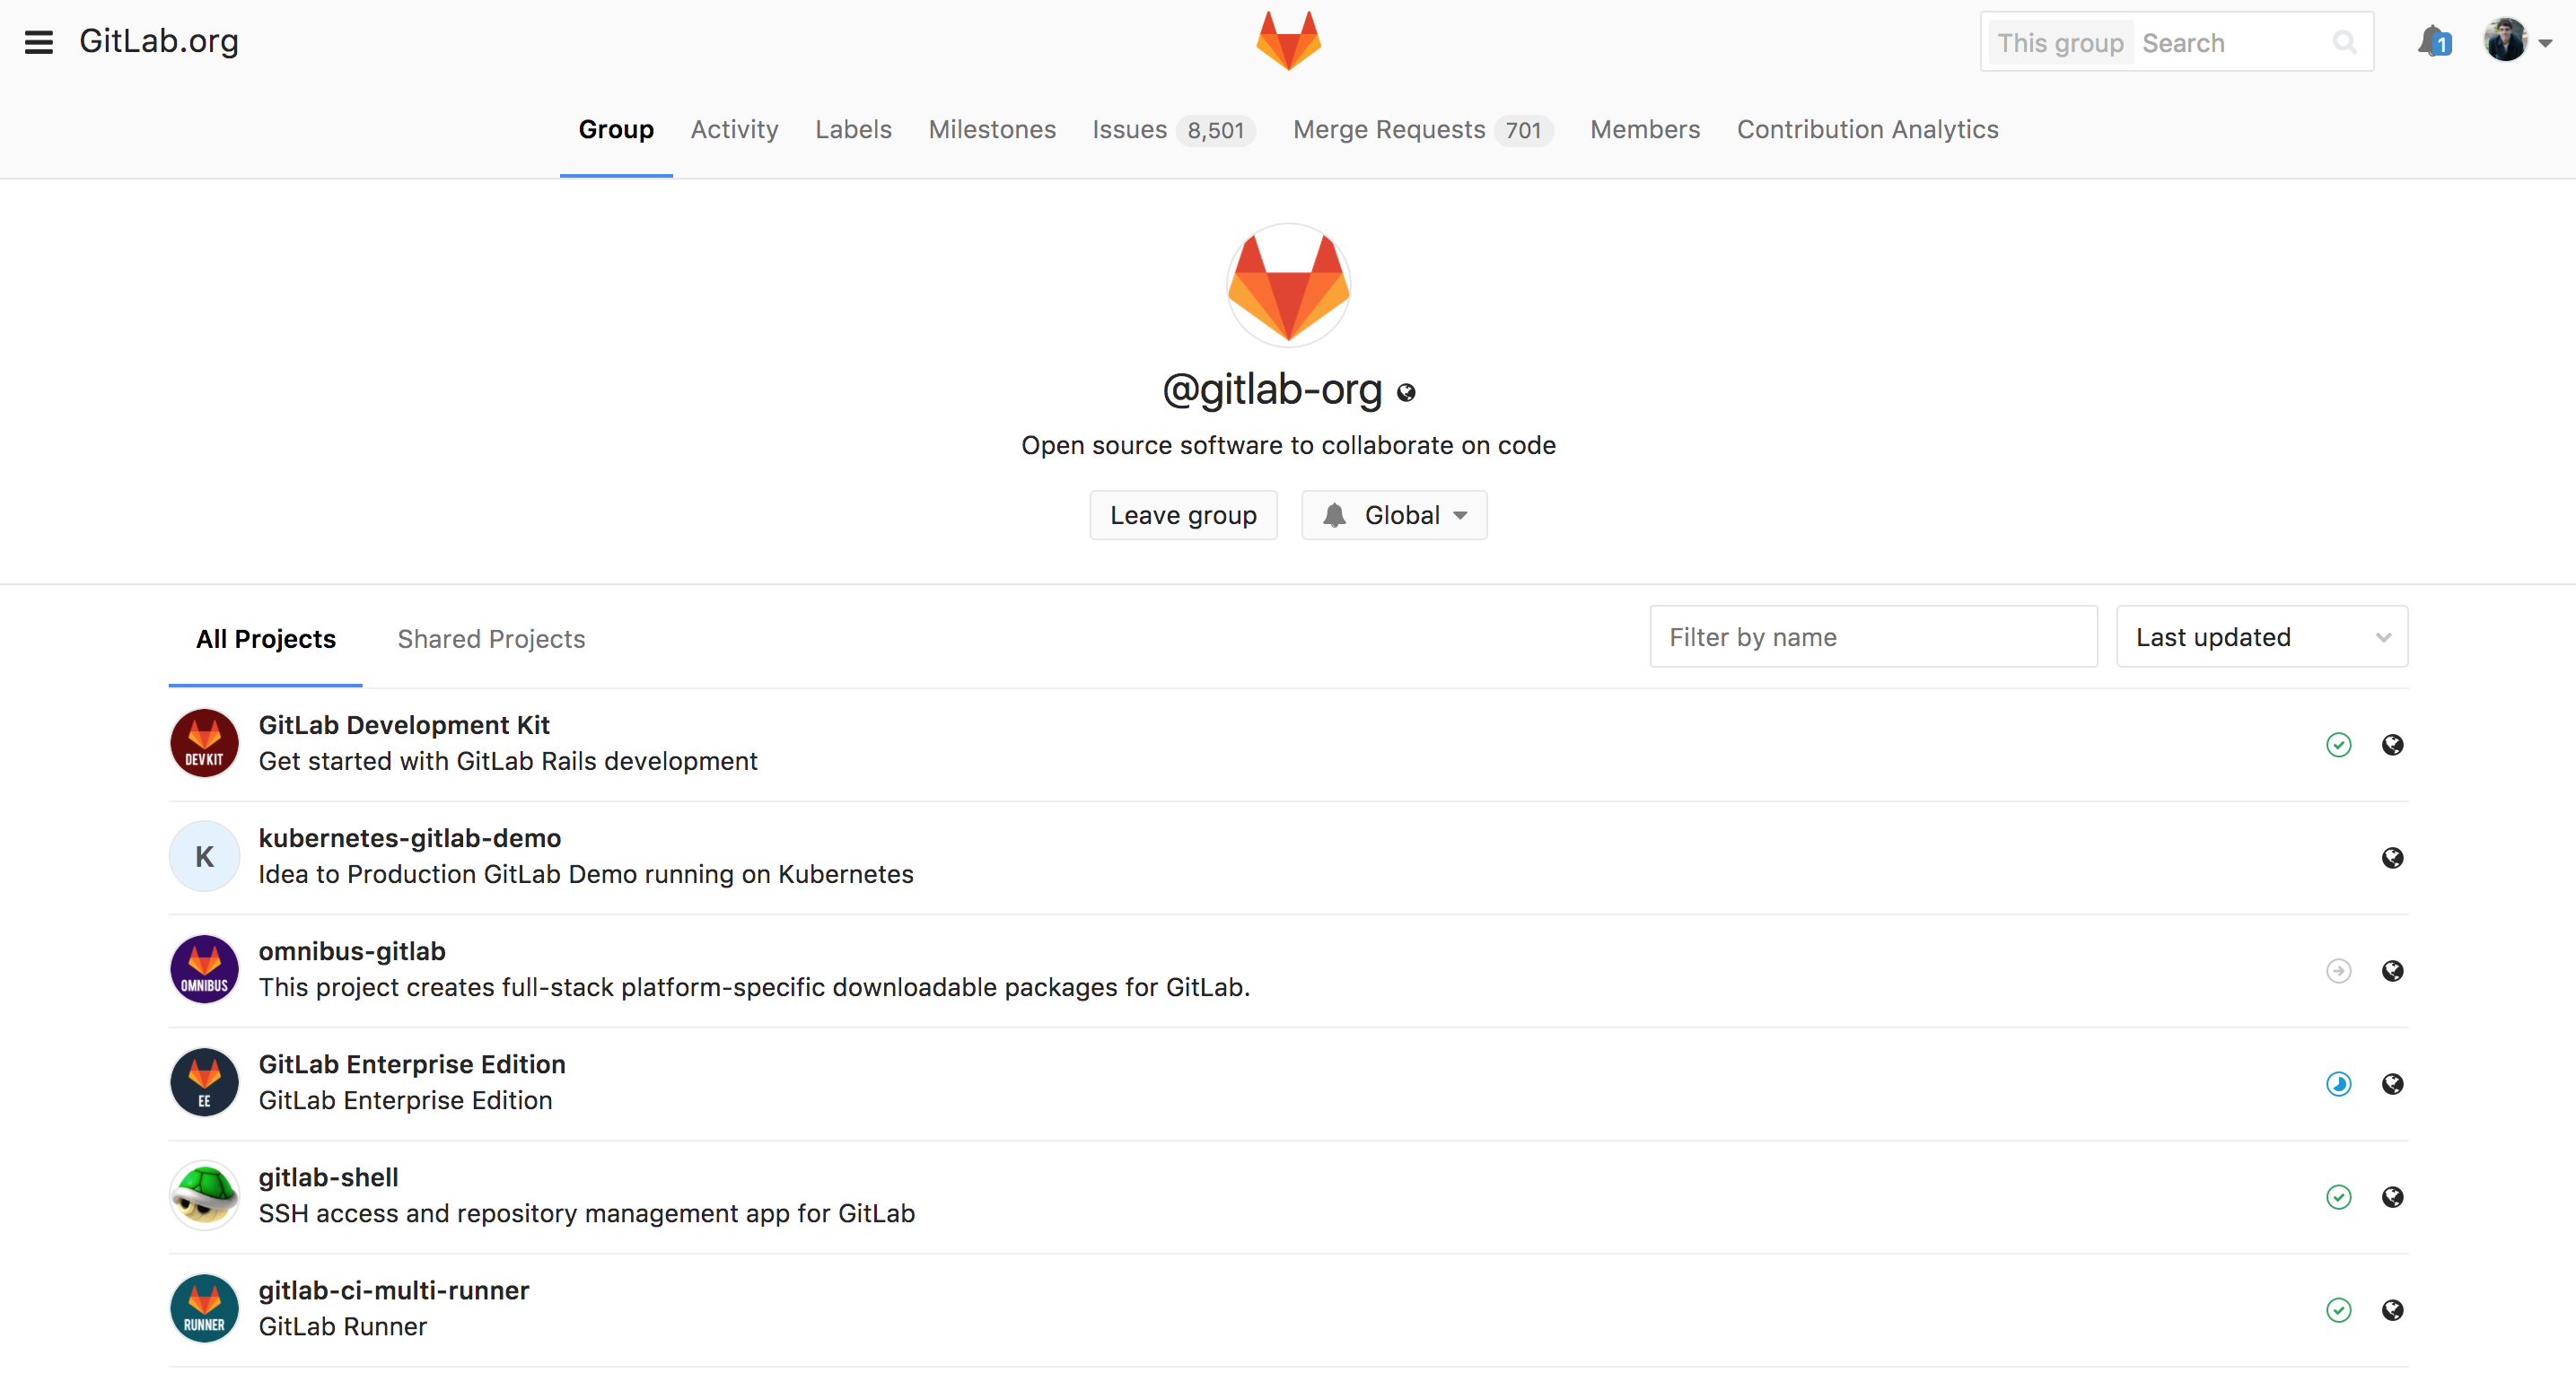 GitLab.org
This group Search
1
Group Activity Labels Milestones Issues 8,501 Merge Requests 701 Members Contribution Analytics
@gitlab-org
Open source software to collaborate on code
Leave group Global
All Projects Shared Projects Filter by name Last updated
DEV KIT
GitLab Development Kit
Get started with GitLab Rails development
K
kubernetes-gitlab-demo
Idea to Production GitLab Demo running on Kubernetes
OMNIBUS
omnibus-gitlab
This project creates full-stack platform-specific downloadable packages for GitLab.
EE
GitLab Enterprise Edition
GitLab Enterprise Edition
gitlab-shell
SSH access and repository management app for GitLab
RUNNER
gitlab-ci-multi-runner
GitLab Runner